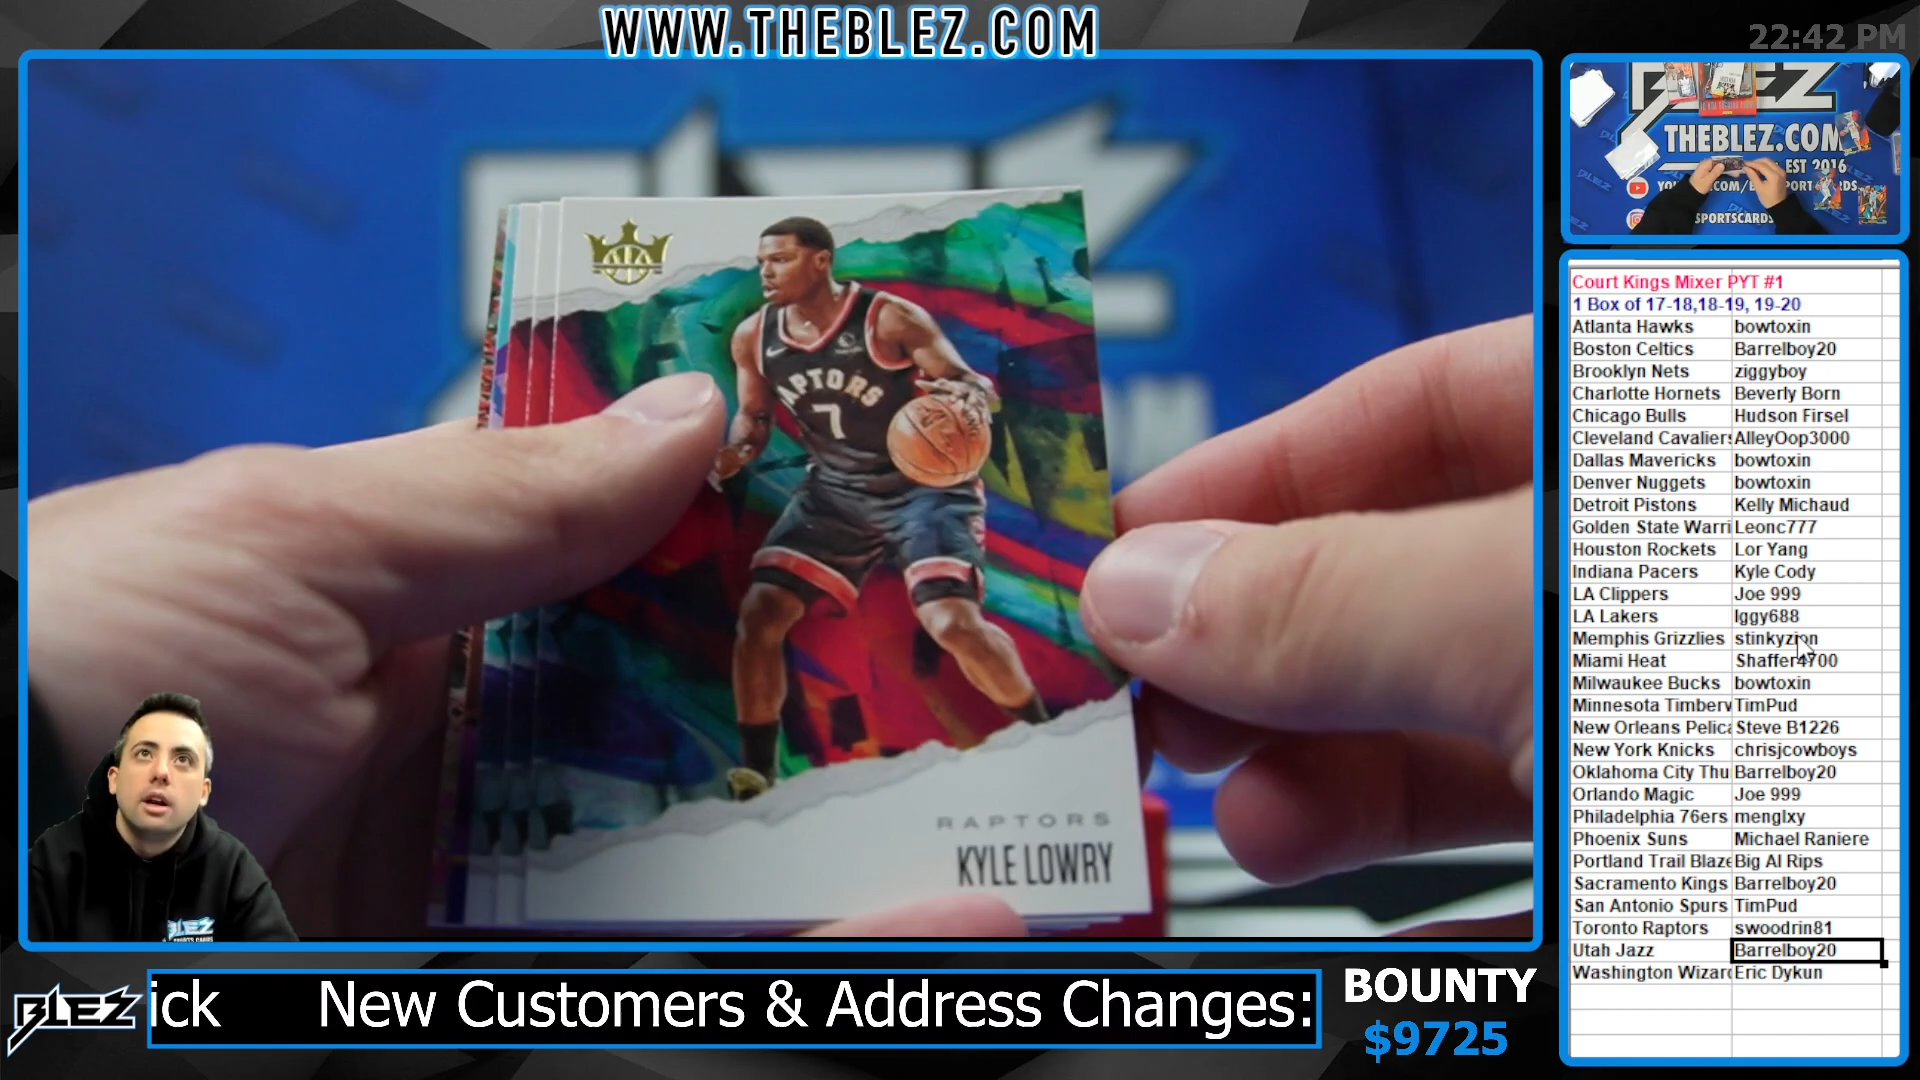 WWW.THEBLEZ.COM
22:42 PM
RAPTORS
7
RAPTORS
KYLE LOWRY
THEBLEZ.COM
EST 2016
SPORTSCARDS
Court Kings Mixer PYT #1
1 Box of 17-18,18-19, 19-20
Atlanta Hawks bowtoxin
Boston Celtics Barrelboy20
Brooklyn Nets ziggyboy
Charlotte Hornets Beverly Born
Chicago Bulls Hudson Firsel
Cleveland Cavaliers AlleyOop3000
Dallas Mavericks bowtoxin
Denver Nuggets bowtoxin
Detroit Pistons Kelly Michaud
Golden State Warri Leonc777
Houston Rockets Lor Yang
Indiana Pacers Kyle Cody
LA Clippers Joe 999
LA Lakers Iggy688
Memphis Grizzlies stinkyzion
Miami Heat Shaffer4700
Milwaukee Bucks bowtoxin
Minnesota Timberv TimPud
New Orleans Pelica Steve B1226
New York Knicks chrisjcowboys
Oklahoma City Thu Barrelboy20
Orlando Magic Joe 999
Philadelphia 76ers menglxy
Phoenix Suns Michael Raniere
Portland Trail Blaze Big Al Rips
Sacramento Kings Barrelboy20
San Antonio Spurs TimPud
Toronto Raptors swoodrin81
Utah Jazz Barrelboy20
Washington Wizard Eric Dykun
BLEZ
ick New Customers & Address Changes:
BOUNTY
$9725